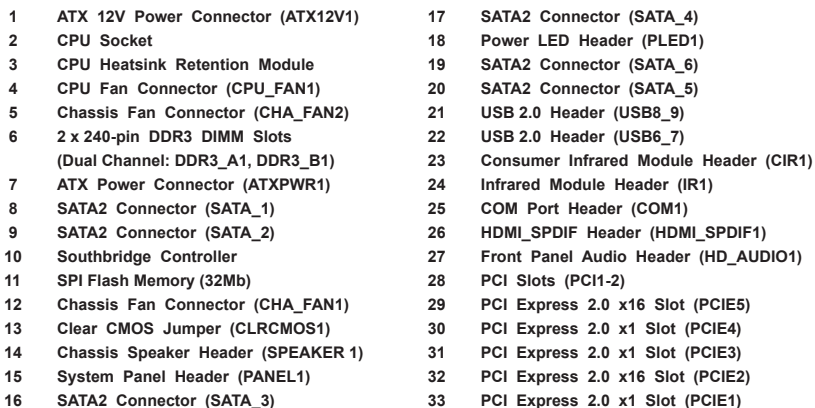 1 ATX 12V Power Connector (ATX12V1)
2 CPU Socket
3 CPU Heatsink Retention Module
4 CPU Fan Connector (CPU_FAN1)
5 Chassis Fan Connector (CHA_FAN2)
6 2 x 240-pin DDR3 DIMM Slots
(Dual Channel: DDR3_A1, DDR3_B1)
7 ATX Power Connector (ATXPWR1)
8 SATA2 Connector (SATA_1)
9 SATA2 Connector (SATA_2)
10 Southbridge Controller
11 SPI Flash Memory (32Mb)
12 Chassis Fan Connector (CHA_FAN1)
13 Clear CMOS Jumper (CLRCMOS1)
14 Chassis Speaker Header (SPEAKER 1)
15 System Panel Header (PANEL1)
16 SATA2 Connector (SATA_3)
17 SATA2 Connector (SATA_4)
18 Power LED Header (PLED1)
19 SATA2 Connector (SATA_6)
20 SATA2 Connector (SATA_5)
21 USB 2.0 Header (USB8_9)
22 USB 2.0 Header (USB6_7)
23 Consumer Infrared Module Header (CIR1)
24 Infrared Module Header (IR1)
25 COM Port Header (COM1)
26 HDMI_SPDIF Header (HDMI_SPDIF1)
27 Front Panel Audio Header (HD_AUDIO1)
28 PCI Slots (PCI1-2)
29 PCI Express 2.0 x16 Slot (PCIE5)
30 PCI Express 2.0 x1 Slot (PCIE4)
31 PCI Express 2.0 x1 Slot (PCIE3)
32 PCI Express 2.0 x16 Slot (PCIE2)
33 PCI Express 2.0 x1 Slot (PCIE1)